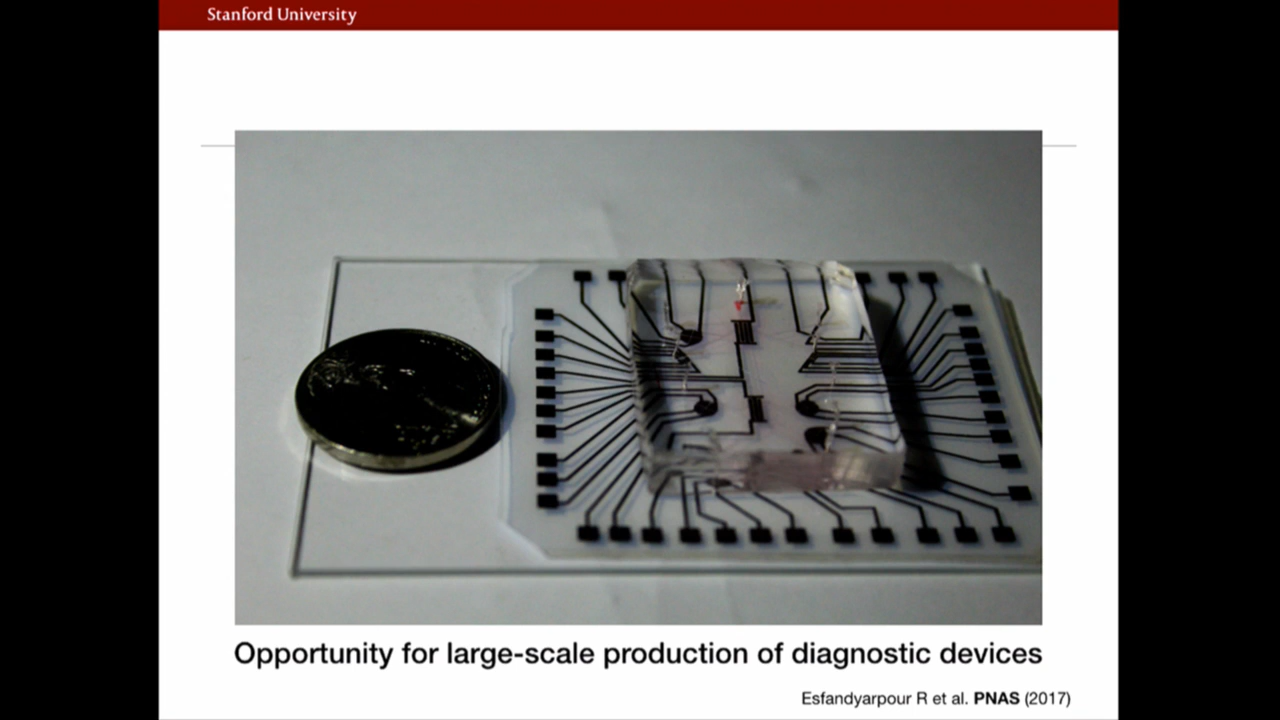 Stanford University
Opportunity for large-scale production of diagnostic devices
Esfandyarpour R et al. PNAS (2017)